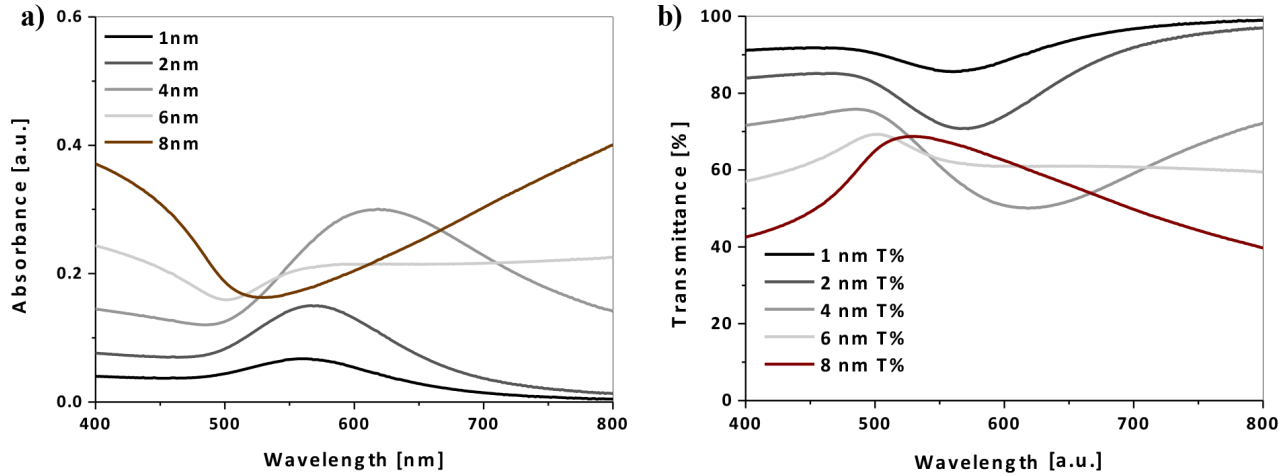 a)
0.6
0.4
0.2
0.0
Absorbance [a.u.]
1nm
2nm
4nm
6nm
8nm
400 500 600 700 800
Wavelength [nm]
b)
100
80
60
40
20
0
Transmittance [%]
1 nm T%
2 nm T%
4 nm T%
6 nm T%
8 nm T%
400 500 600 700 800
Wavelength [a.u.]